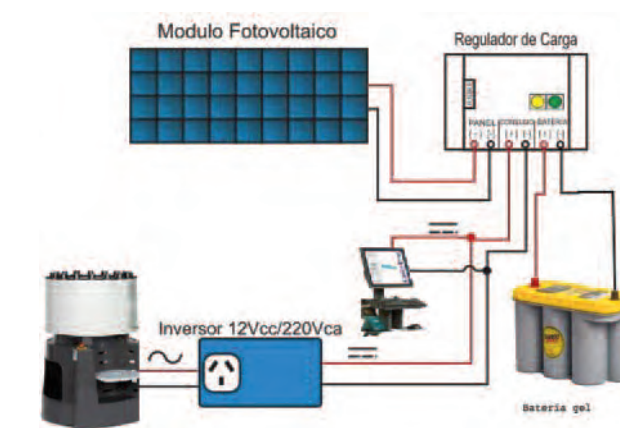 Modulo Fotovoltaico
Regulador de Carga
PANEL CONSUMO BATERIA
(+) (-) (+) (-) (+) (-)
Inversor 12Vcc/220Vca
Bateria gel